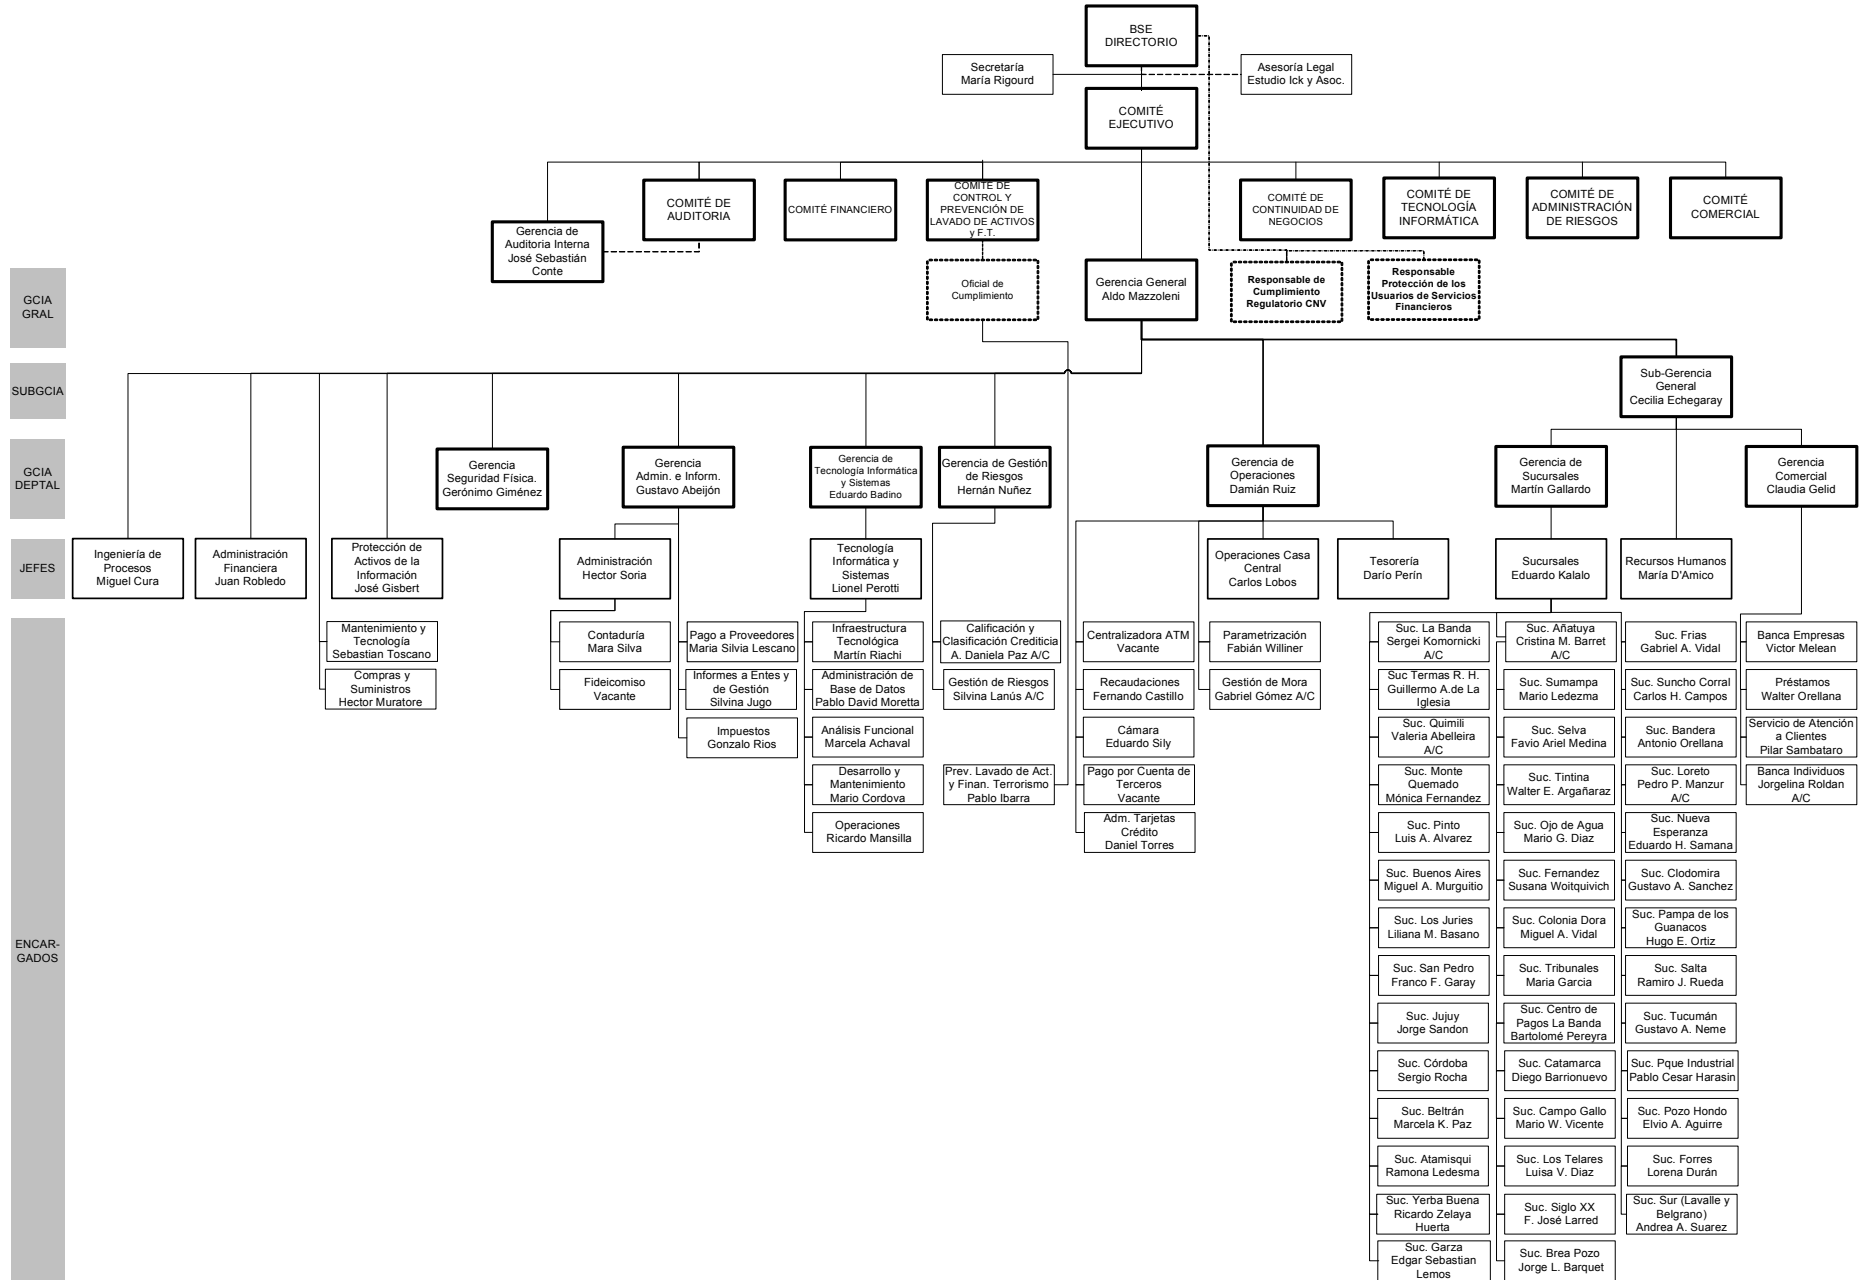 BSE
DIRECTORIO
Secretaría
María Rigourd
Asesoría Legal
Estudio Ick y Asoc.
COMITÉ
EJECUTIVO
COMITÉ DE
AUDITORIA
COMITÉ FINANCIERO
COMITÉ DE
CONTROL Y
PREVENCIÓN DE
LAVADO DE ACTIVOS
y F.T.
COMITÉ DE
CONTINUIDAD DE
NEGOCIOS
COMITÉ DE
TECNOLOGÍA
INFORMÁTICA
COMITÉ DE
ADMINISTRACIÓN
DE RIESGOS
COMITÉ
COMERCIAL
Gerencia de
Auditoria Interna
José Sebastián
Conte
GCIA
GRAL
Oficial de
Cumplimiento
Gerencia General
Aldo Mazzoleni
Responsable de
Cumplimiento
Regulatorio CNV
Responsable
Protección de los
Usuarios de Servicios
Financieros
SUBGCIA
Sub-Gerencia
General
Cecilia Echegaray
GCIA
DEPTAL
Gerencia
Seguridad Física.
Gerónimo Giménez
Gerencia
Admin. e Inform.
Gustavo Abeijón
Gerencia de
Tecnología Informática
y Sistemas
Eduardo Badino
Gerencia de Gestión
de Riesgos
Hernán Nuñez
Gerencia de
Operaciones
Damián Ruiz
Gerencia de
Sucursales
Martín Gallardo
Gerencia
Comercial
Claudia Gelid
JEFES
Ingeniería de
Procesos
Miguel Cura
Administración
Financiera
Juan Robledo
Protección de
Activos de la
Información
José Gisbert
Administración
Hector Soria
Tecnología
Informática y
Sistemas
Lionel Perotti
Operaciones Casa
Central
Carlos Lobos
Tesorería
Darío Perín
Sucursales
Eduardo Kalalo
Recursos Humanos
María D'Amico
ENCAR-
GADOS
Mantenimiento y
Tecnología
Sebastian Toscano
Compras y
Suministros
Hector Muratore
Contaduría
Mara Silva
Fideicomiso
Vacante
Pago a Proveedores
Maria Silvia Lescano
Informes a Entes y
de Gestión
Silvina Jugo
Impuestos
Gonzalo Rios
Infraestructura
Tecnológica
Martín Riachi
Administración de
Base de Datos
Pablo David Moretta
Análisis Funcional
Marcela Achaval
Desarrollo y
Mantenimiento
Mario Cordova
Operaciones
Ricardo Mansilla
Calificación y
Clasificación Crediticia
A. Daniela Paz A/C
Gestión de Riesgos
Silvina Lanús A/C
Prev. Lavado de Act.
y Finan. Terrorismo
Pablo Ibarra
Centralizadora ATM
Vacante
Recaudaciones
Fernando Castillo
Cámara
Eduardo Sily
Pago por Cuenta de
Terceros
Vacante
Adm. Tarjetas
Crédito
Daniel Torres
Parametrización
Fabián Williner
Gestión de Mora
Gabriel Gómez A/C
Suc. La Banda
Sergei Komornicki
A/C
Suc Termas R. H.
Guillermo A.de La
Iglesia
Suc. Quimili
Valeria Abelleira
A/C
Suc. Monte
Quemado
Mónica Fernandez
Suc. Pinto
Luis A. Alvarez
Suc. Buenos Aires
Miguel A. Murguitio
Suc. Los Juries
Liliana M. Basano
Suc. San Pedro
Franco F. Garay
Suc. Jujuy
Jorge Sandon
Suc. Córdoba
Sergio Rocha
Suc. Beltrán
Marcela K. Paz
Suc. Atamisqui
Ramona Ledesma
Suc. Yerba Buena
Ricardo Zelaya
Huerta
Suc. Garza
Edgar Sebastian
Lemos
Suc. Añatuya
Cristina M. Barret
A/C
Suc. Sumampa
Mario Ledezma
Suc. Selva
Favio Ariel Medina
Suc. Tintina
Walter E. Argañaraz
Suc. Ojo de Agua
Mario G. Diaz
Suc. Fernandez
Susana Woitquivich
Suc. Colonia Dora
Miguel A. Vidal
Suc. Tribunales
Maria Garcia
Suc. Centro de
Pagos La Banda
Bartolomé Pereyra
Suc. Catamarca
Diego Barrionuevo
Suc. Campo Gallo
Mario W. Vicente
Suc. Los Telares
Luisa V. Diaz
Suc. Siglo XX
F. José Larred
Suc. Brea Pozo
Jorge L. Barquet
Suc. Frías
Gabriel A. Vidal
Suc. Suncho Corral
Carlos H. Campos
Suc. Bandera
Antonio Orellana
Suc. Loreto
Pedro P. Manzur
A/C
Suc. Nueva
Esperanza
Eduardo H. Samana
Suc. Clodomira
Gustavo A. Sanchez
Suc. Pampa de los
Guanacos
Hugo E. Ortiz
Suc. Salta
Ramiro J. Rueda
Suc. Tucumán
Gustavo A. Neme
Suc. Pque Industrial
Pablo Cesar Harasin
Suc. Pozo Hondo
Elvio A. Aguirre
Suc. Forres
Lorena Durán
Suc. Sur (Lavalle y
Belgrano)
Andrea A. Suarez
Banca Empresas
Victor Melean
Préstamos
Walter Orellana
Servicio de Atención
a Clientes
Pilar Sambataro
Banca Individuos
Jorgelina Roldan
A/C